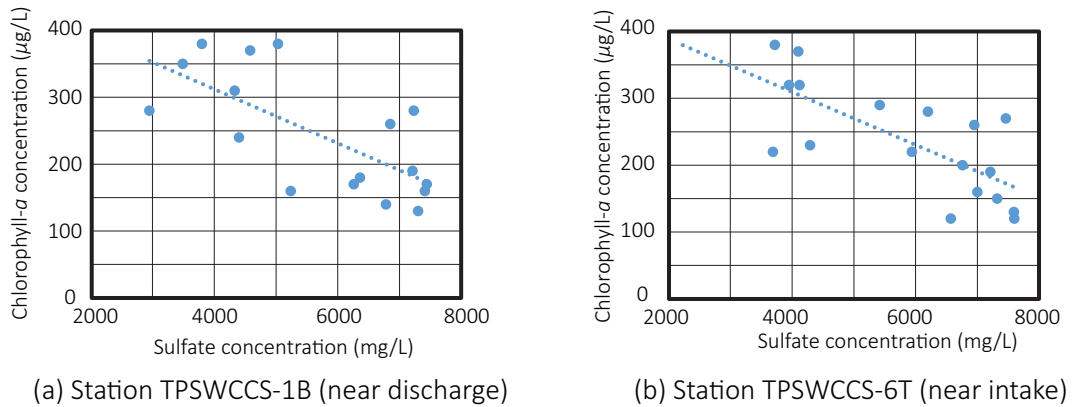 400
300
200
100
0
2000 4000 6000 8000
Chlorophyll-a concentration (µg/L)
Sulfate concentration (mg/L)
(a) Station TPSWCCS-1B (near discharge)
400
300
200
100
0
2000 4000 6000 8000
Chlorophyll-a concentration (µg/L)
Sulfate concentration (mg/L)
(b) Station TPSWCCS-6T (near intake)